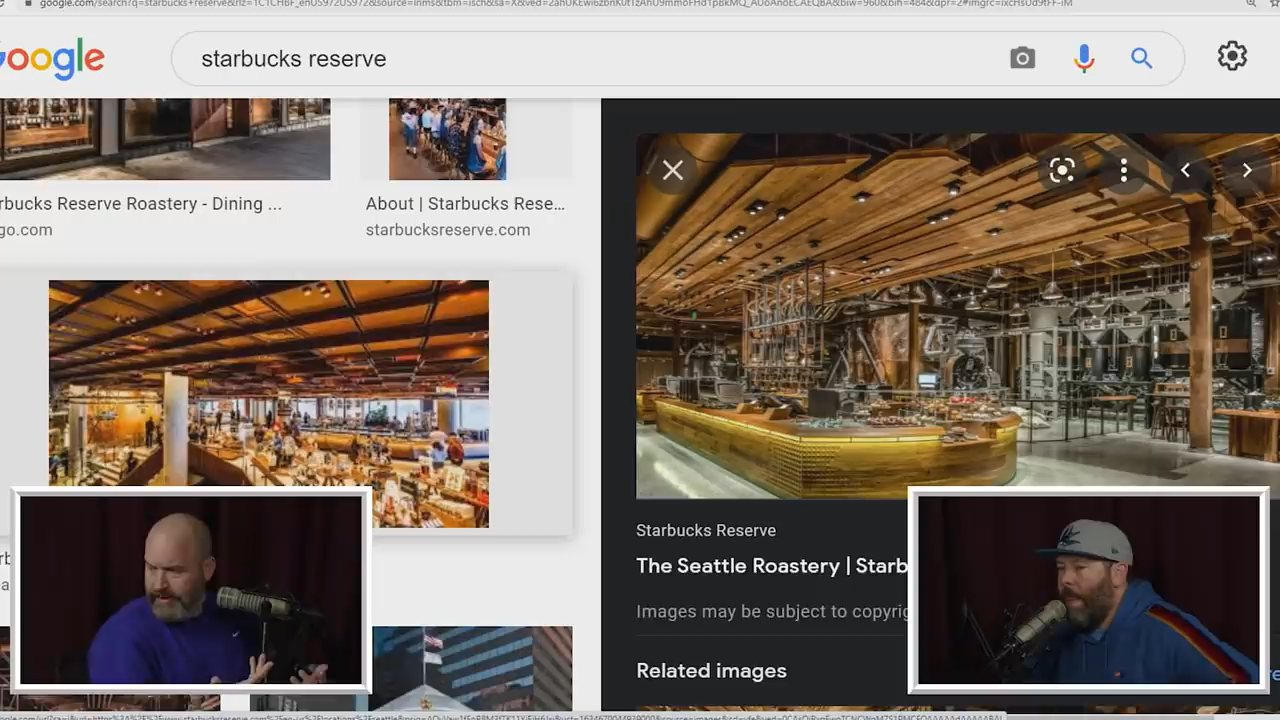 Google
starbucks reserve
rbucks Reserve Roastery - Dining ...
go.com
About | Starbucks Rese...
starbucksreserve.com
Starbucks Reserve
The Seattle Roastery | Starb
Images may be subject to copyrig
Related images